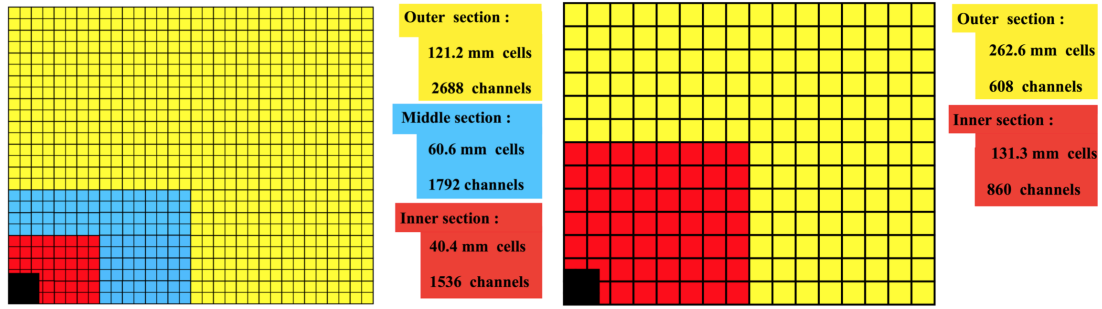 Outer section :
121.2 mm cells
2688 channels
Middle section :
60.6 mm cells
1792 channels
Inner section :
40.4 mm cells
1536 channels
Outer section :
262.6 mm cells
608 channels
Inner section :
131.3 mm cells
860 channels